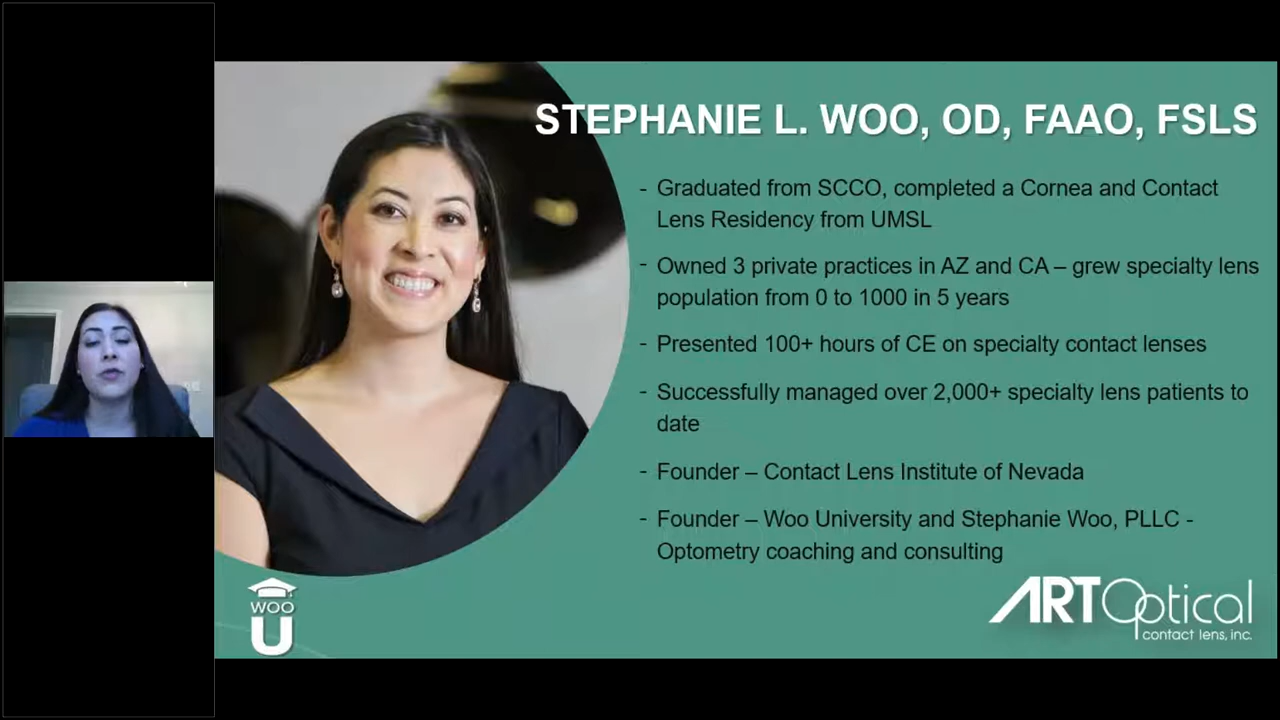 STEPHANIE L. WOO, OD, FAAO, FSLS
- Graduated from SCCO, completed a Cornea and Contact
Lens Residency from UMSL
- Owned 3 private practices in AZ and CA – grew specialty lens
population from 0 to 1000 in 5 years
- Presented 100+ hours of CE on specialty contact lenses
- Successfully managed over 2,000+ specialty lens patients to
date
- Founder – Contact Lens Institute of Nevada
- Founder – Woo University and Stephanie Woo, PLLC -
Optometry coaching and consulting
WOO
U
ART Optical
contact lens, inc.